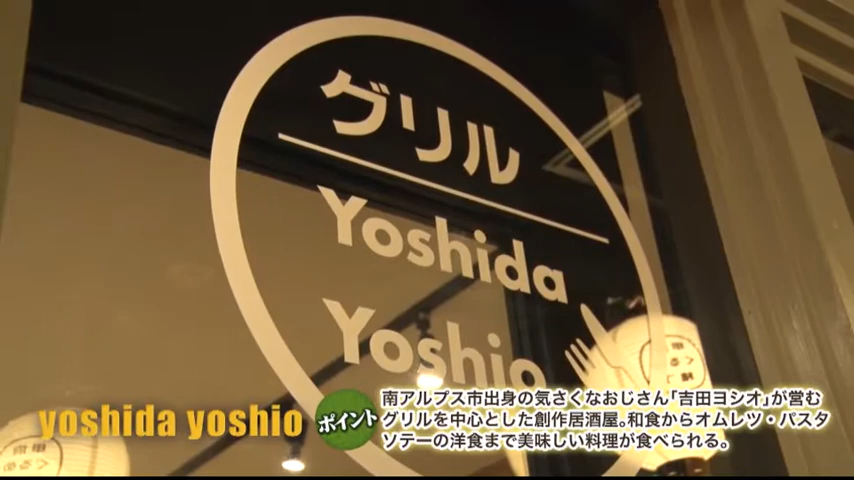 グリル
Yoshida
Yoshio
yoshida yoshio
ポイント
南アルプス市出身の気さくなおじさん「吉田ヨシオ」が営む
グリルを中心とした創作居酒屋。和食からオムレツ・パスタ
ソテーの洋食まで美味しい料理が食べられる。